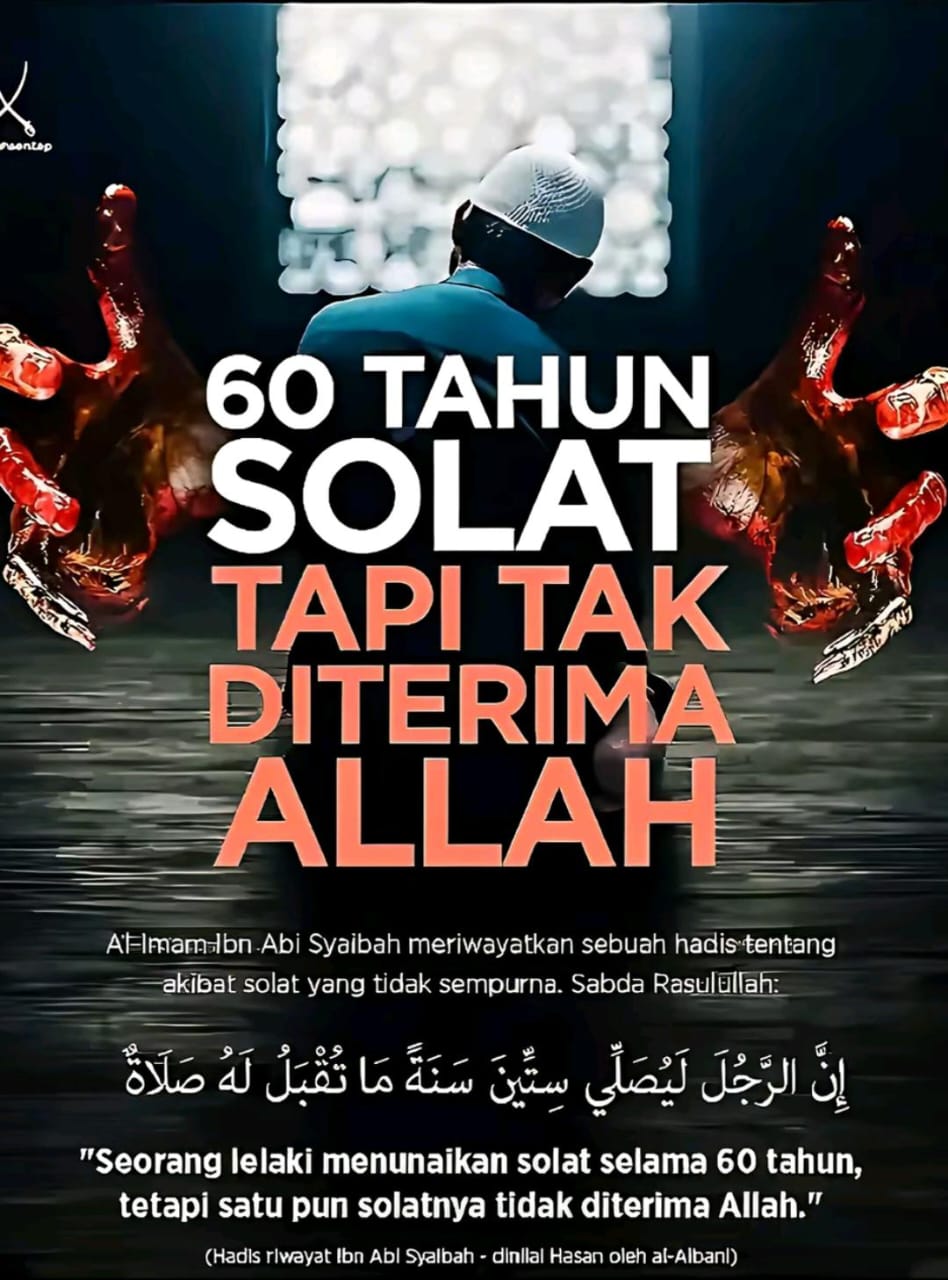 60 TAHUN
SOLAT
TAPI TAK
DITERIMA
ALLAH
Al-Imam Ibn Abi Syaibah meriwayatkan sebuah hadis tentang
akibat solat yang tidak sempurna. Sabda Rasulullah:
إِنَّ الرَّجُلَ لَيُصَلِّي سِتِّينَ سَنَةً مَا تُقْبَلُ لَهُ صَلَاةٌ
"Seorang lelaki menunaikan solat selama 60 tahun,
tetapi satu pun solatnya tidak diterima Allah."
(Hadis riwayat Ibn Abi Syaibah - dinilai Hasan oleh al-Albani)